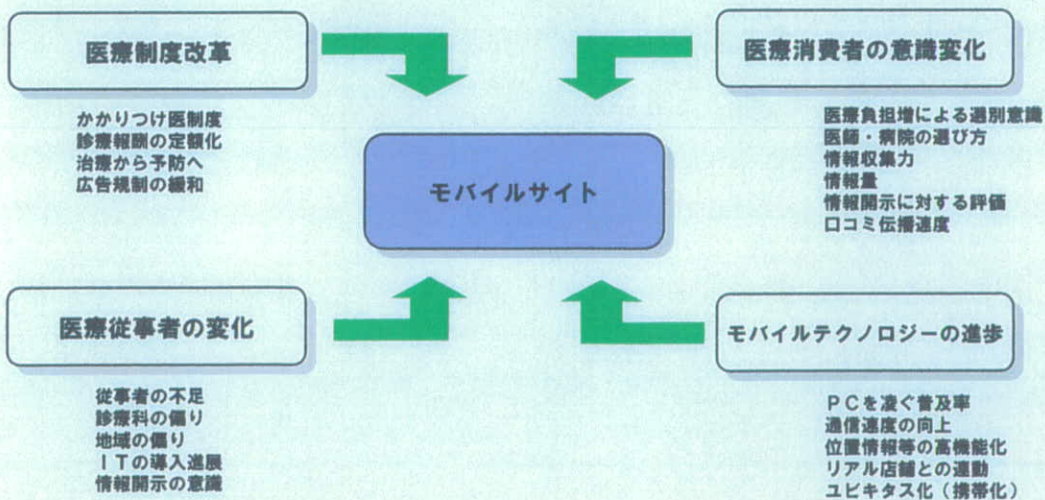 医療制度改革
かかりつけ医制度
診療報酬の定額化
治療から予防へ
広告規制の緩和
医療消費者の意識変化
医療負担増による選別意識
医師・病院の選び方
情報収集力
情報量
情報開示に対する評価
口コミ伝播速度
モバイルサイト
医療従事者の変化
従事者の不足
診療科の偏り
地域の偏り
ＩＴの導入進展
情報開示の意識
モバイルテクノロジーの進歩
ＰＣを凌ぐ普及率
通信速度の向上
位置情報等の高機能化
リアル店舗との連動
ユビキタス化（携帯化）